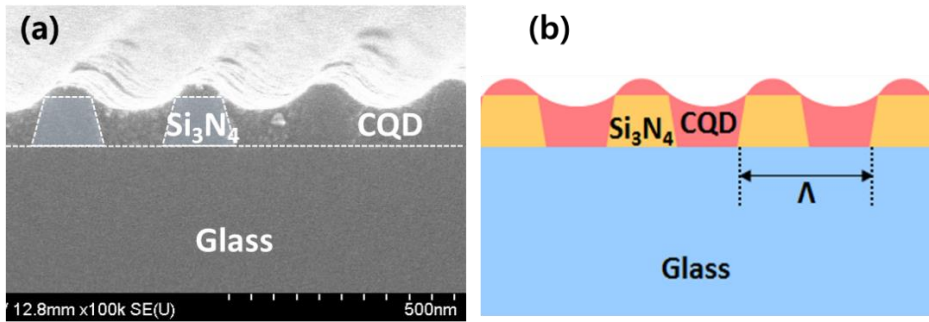 (a)
(b)
Si₃N₄
CQD
Si₃N₄
CQD
Λ
Glass
Glass
/ 12.8mm x100k SE(U)
500nm